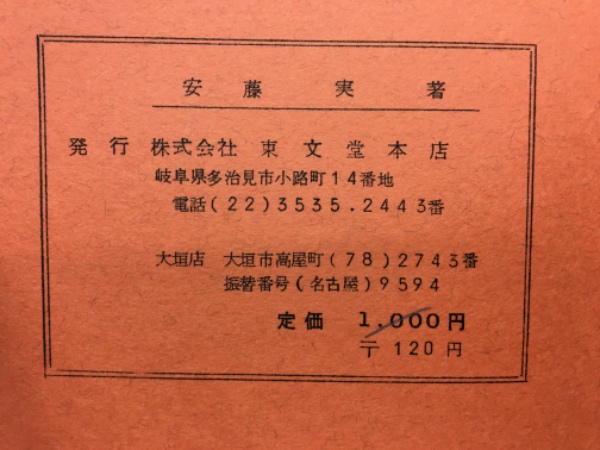 安藤実著
発行 株式会社 東文堂本店
岐阜県多治見市小路町14番地
電話(22)3535.2443番
大垣店 大垣市高屋町(78)2743番
振替番号(名古屋)9594
定価 1,000円
〒 120円